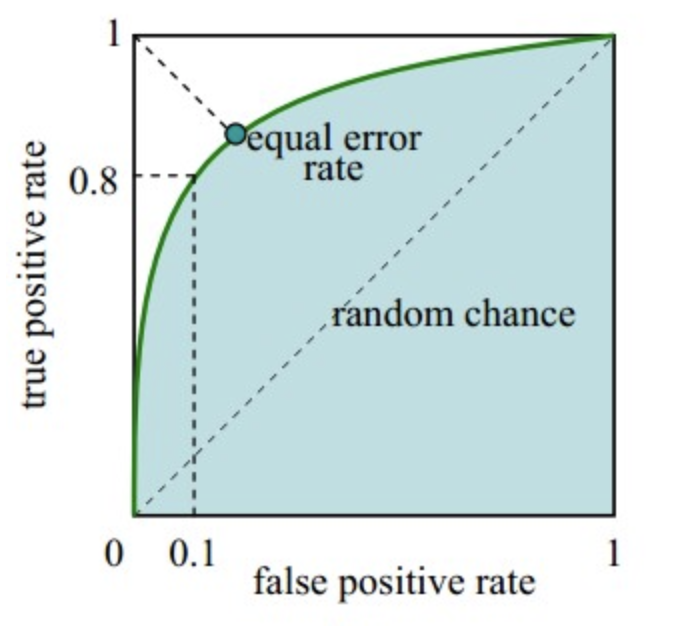 1
equal error
rate
0.8
true positive rate
random chance
0
0.1
1
false positive rate